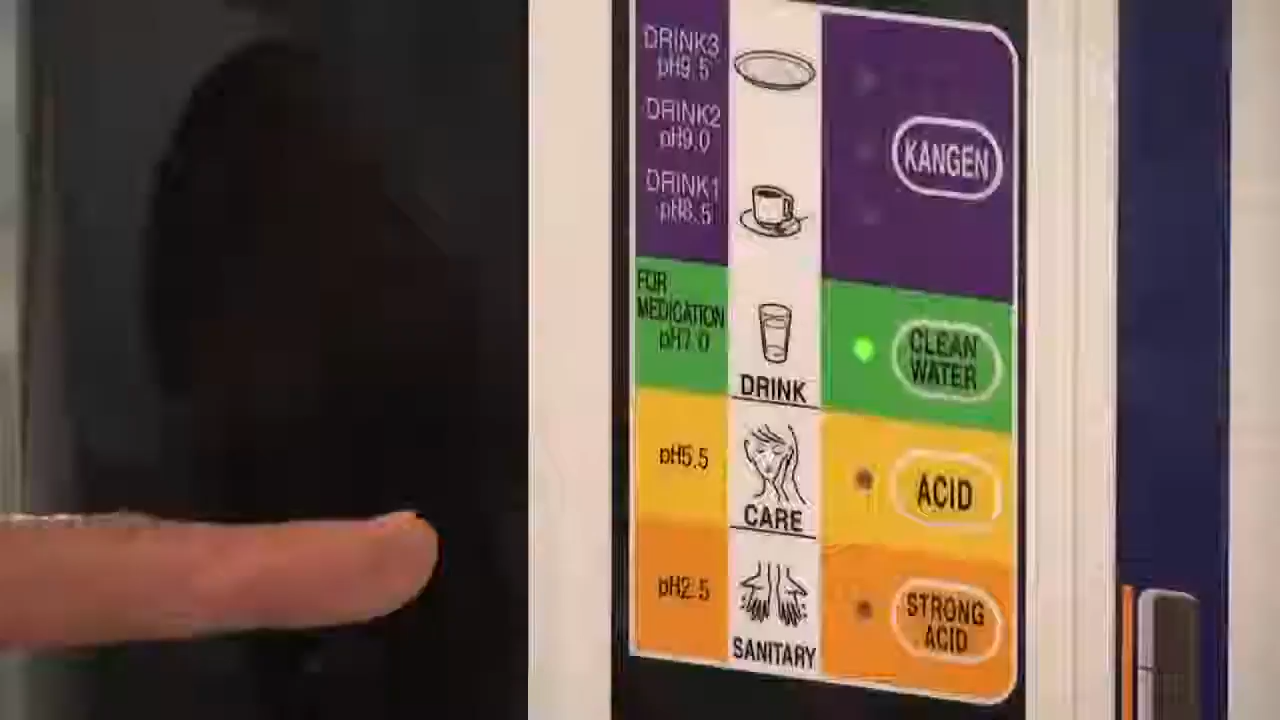 DRINK3
pH9.5
DRINK2
pH9.0
DRINK1
pH8.5
KANGEN
FOR
MEDICATION
pH7.0
DRINK
CLEAN
WATER
pH5.5
CARE
ACID
pH2.5
SANITARY
STRONG
ACID